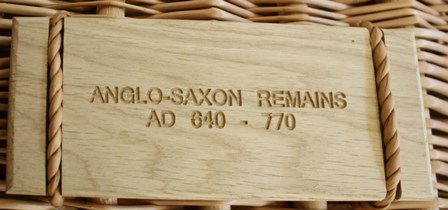 ANGLO-SAXON REMAINS
AD 640 - 770